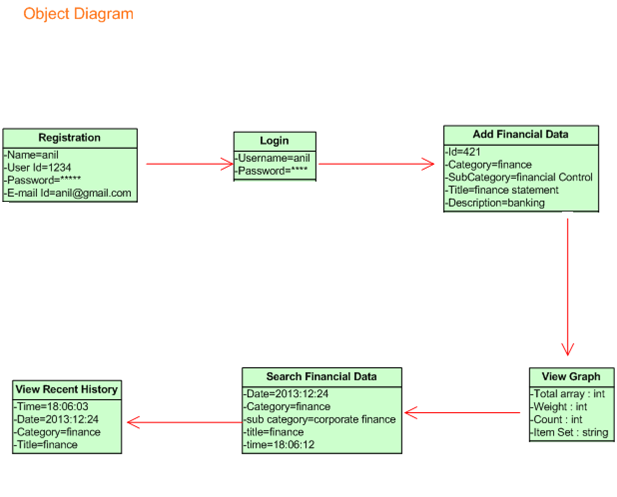 Object Diagram
Registration
-Name=anil
-User Id=1234
-Password=*****
-E-mail Id=anil@gmail.com
Login
-Username=anil
-Password=****
Add Financial Data
-Id=421
-Category=finance
-SubCategory=financial Control
-Title=finance statement
-Description=banking
View Recent History
-Time=18:06:03
-Date=2013:12:24
-Category=finance
-Title=finance
Search Financial Data
-Date=2013:12:24
-Category=finance
-sub category=corporate finance
-title=finance
-time=18:06:12
View Graph
-Total array : int
-Weight : int
-Count : int
-Item Set : string